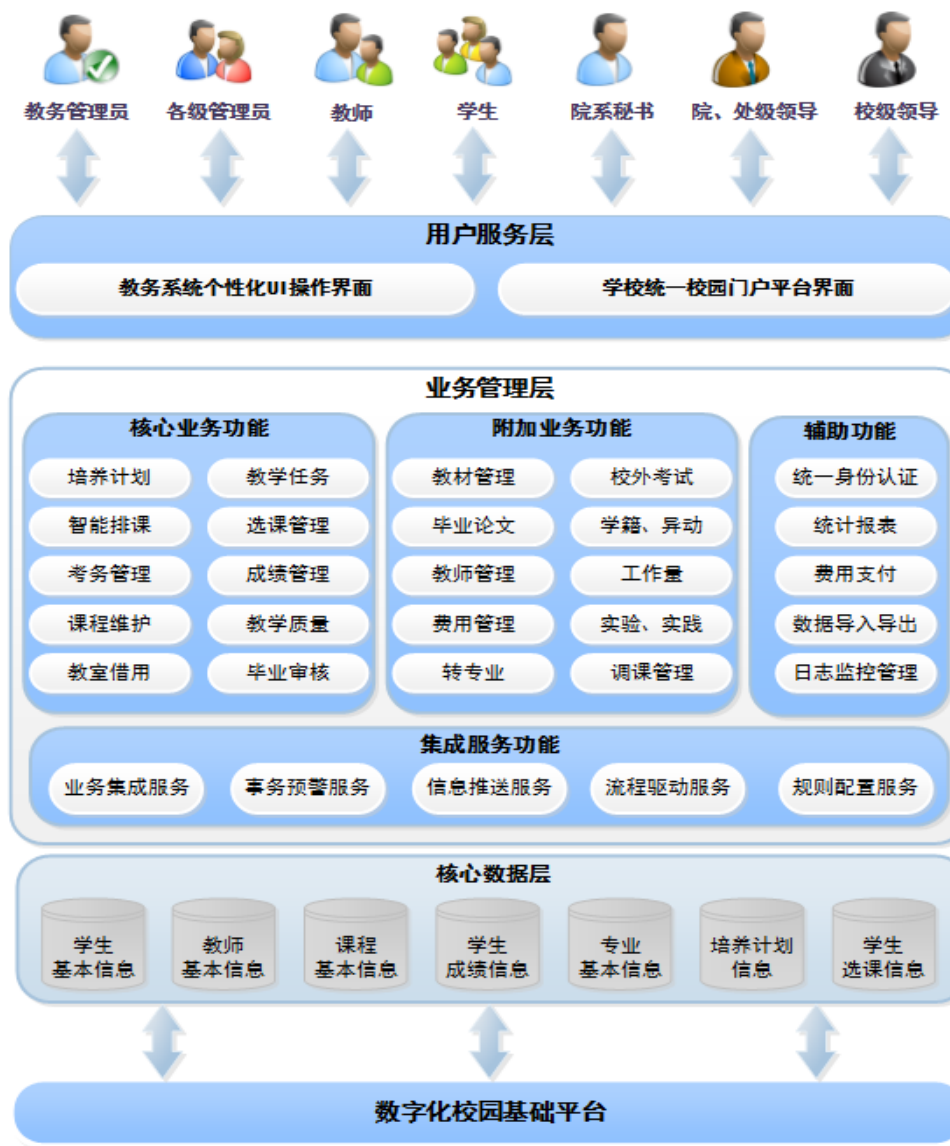 教务管理员 各级管理员 教师 学生 院系秘书 院、处级领导 校级领导
用户服务层
教务系统个性化UI操作界面 学校统一校园门户平台界面
业务管理层
核心业务功能 附加业务功能 辅助功能
培养计划 教学任务 教材管理 校外考试 统一身份认证
智能排课 选课管理 毕业论文 学籍、异动 统计报表
考务管理 成绩管理 教师管理 工作量 费用支付
课程维护 教学质量 费用管理 实验、实践 数据导入导出
教室借用 毕业审核 转专业 调课管理 日志监控管理
集成服务功能
业务集成服务 事务预警服务 信息推送服务 流程驱动服务 规则配置服务
核心数据层
学生 教师 课程 学生 专业 培养计划 学生
基本信息 基本信息 基本信息 成绩信息 基本信息 信息 选课信息
数字化校园基础平台